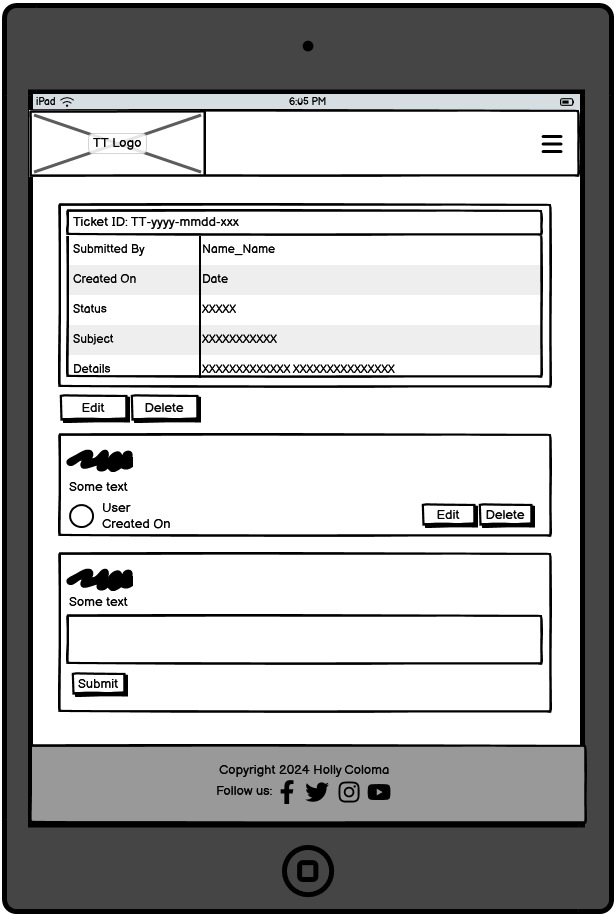 iPad 6:05 PM
TT Logo
Ticket ID: TT-yyyy-mmdd-xxx
Submitted By Name_Name
Created On Date
Status XXXXX
Subject XXXXXXXXXXX
Details XXXXXXXXXXXXX XXXXXXXXXXXXXXX
Edit Delete
Some text
User
Created On
Edit Delete
Some text
Submit
Copyright 2024 Holly Coloma
Follow us: